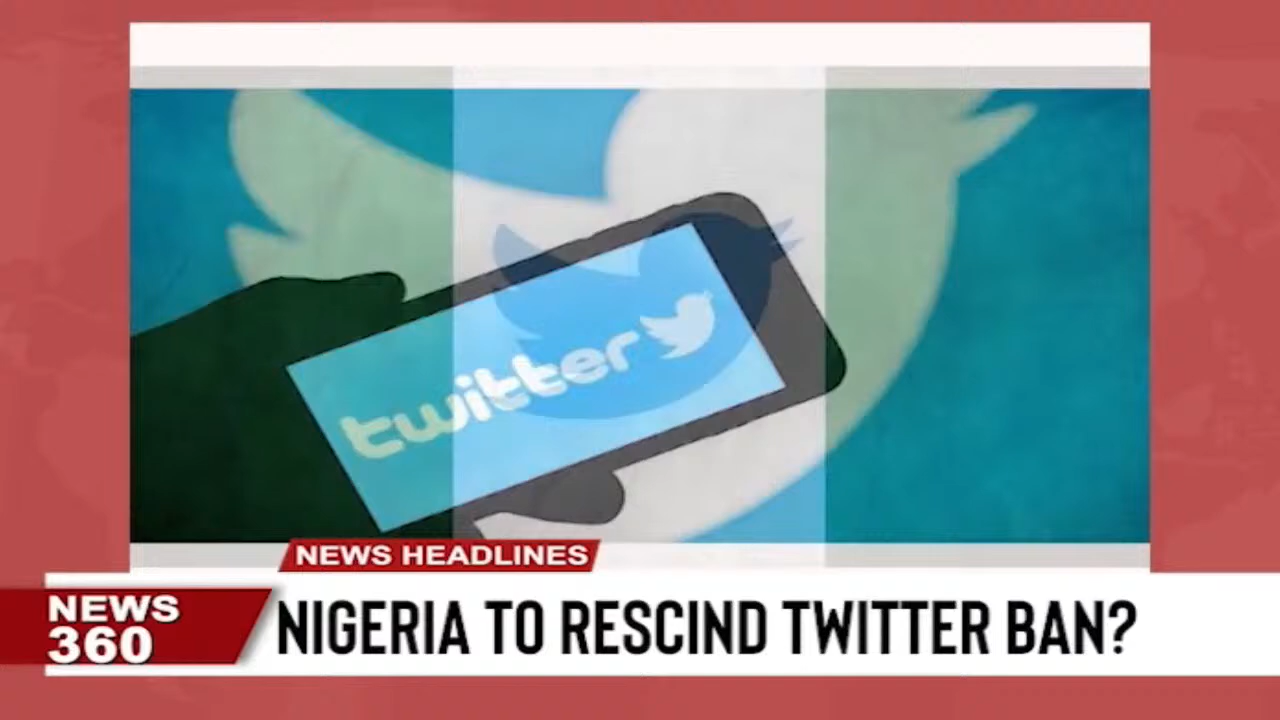 twitter
NEWS HEADLINES
NEWS
360
NIGERIA TO RESCIND TWITTER BAN?